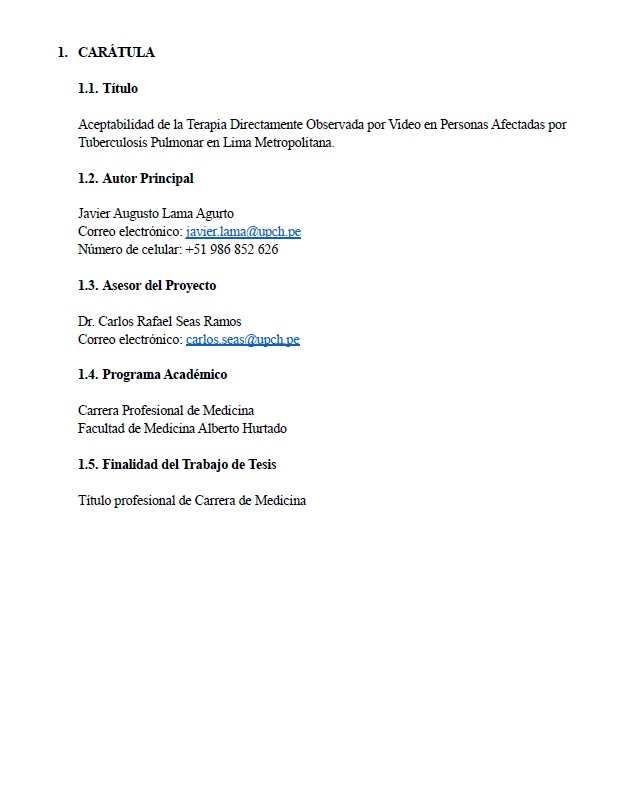 1. CARÁTULA
1.1. Título
Aceptabilidad de la Terapia Directamente Observada por Video en Personas Afectadas por
Tuberculosis Pulmonar en Lima Metropolitana.
1.2. Autor Principal
Javier Augusto Lama Agurto
Correo electrónico: javier.lama@upch.pe
Número de celular: +51 986 852 626
1.3. Asesor del Proyecto
Dr. Carlos Rafael Seas Ramos
Correo electrónico: carlos.seas@upch.pe
1.4. Programa Académico
Carrera Profesional de Medicina
Facultad de Medicina Alberto Hurtado
1.5. Finalidad del Trabajo de Tesis
Título profesional de Carrera de Medicina